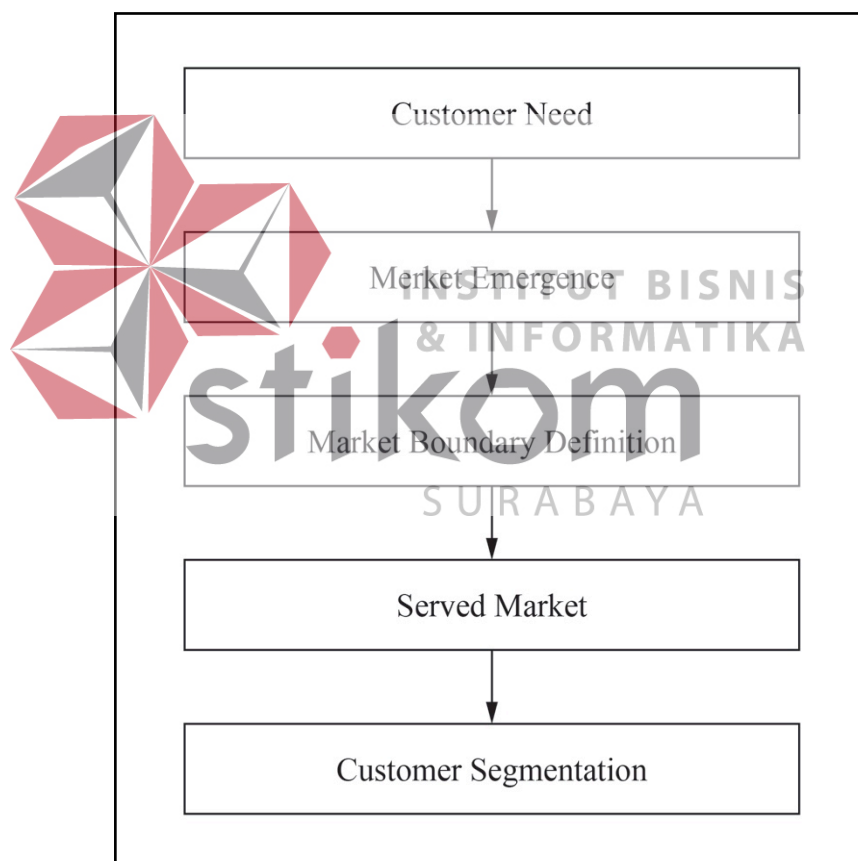 Customer Need
Merket Emergence
INSTITUT BISNIS
& INFORMATIKA
stikom
Market Boundary Definition
SURABAYA
Served Market
Customer Segmentation